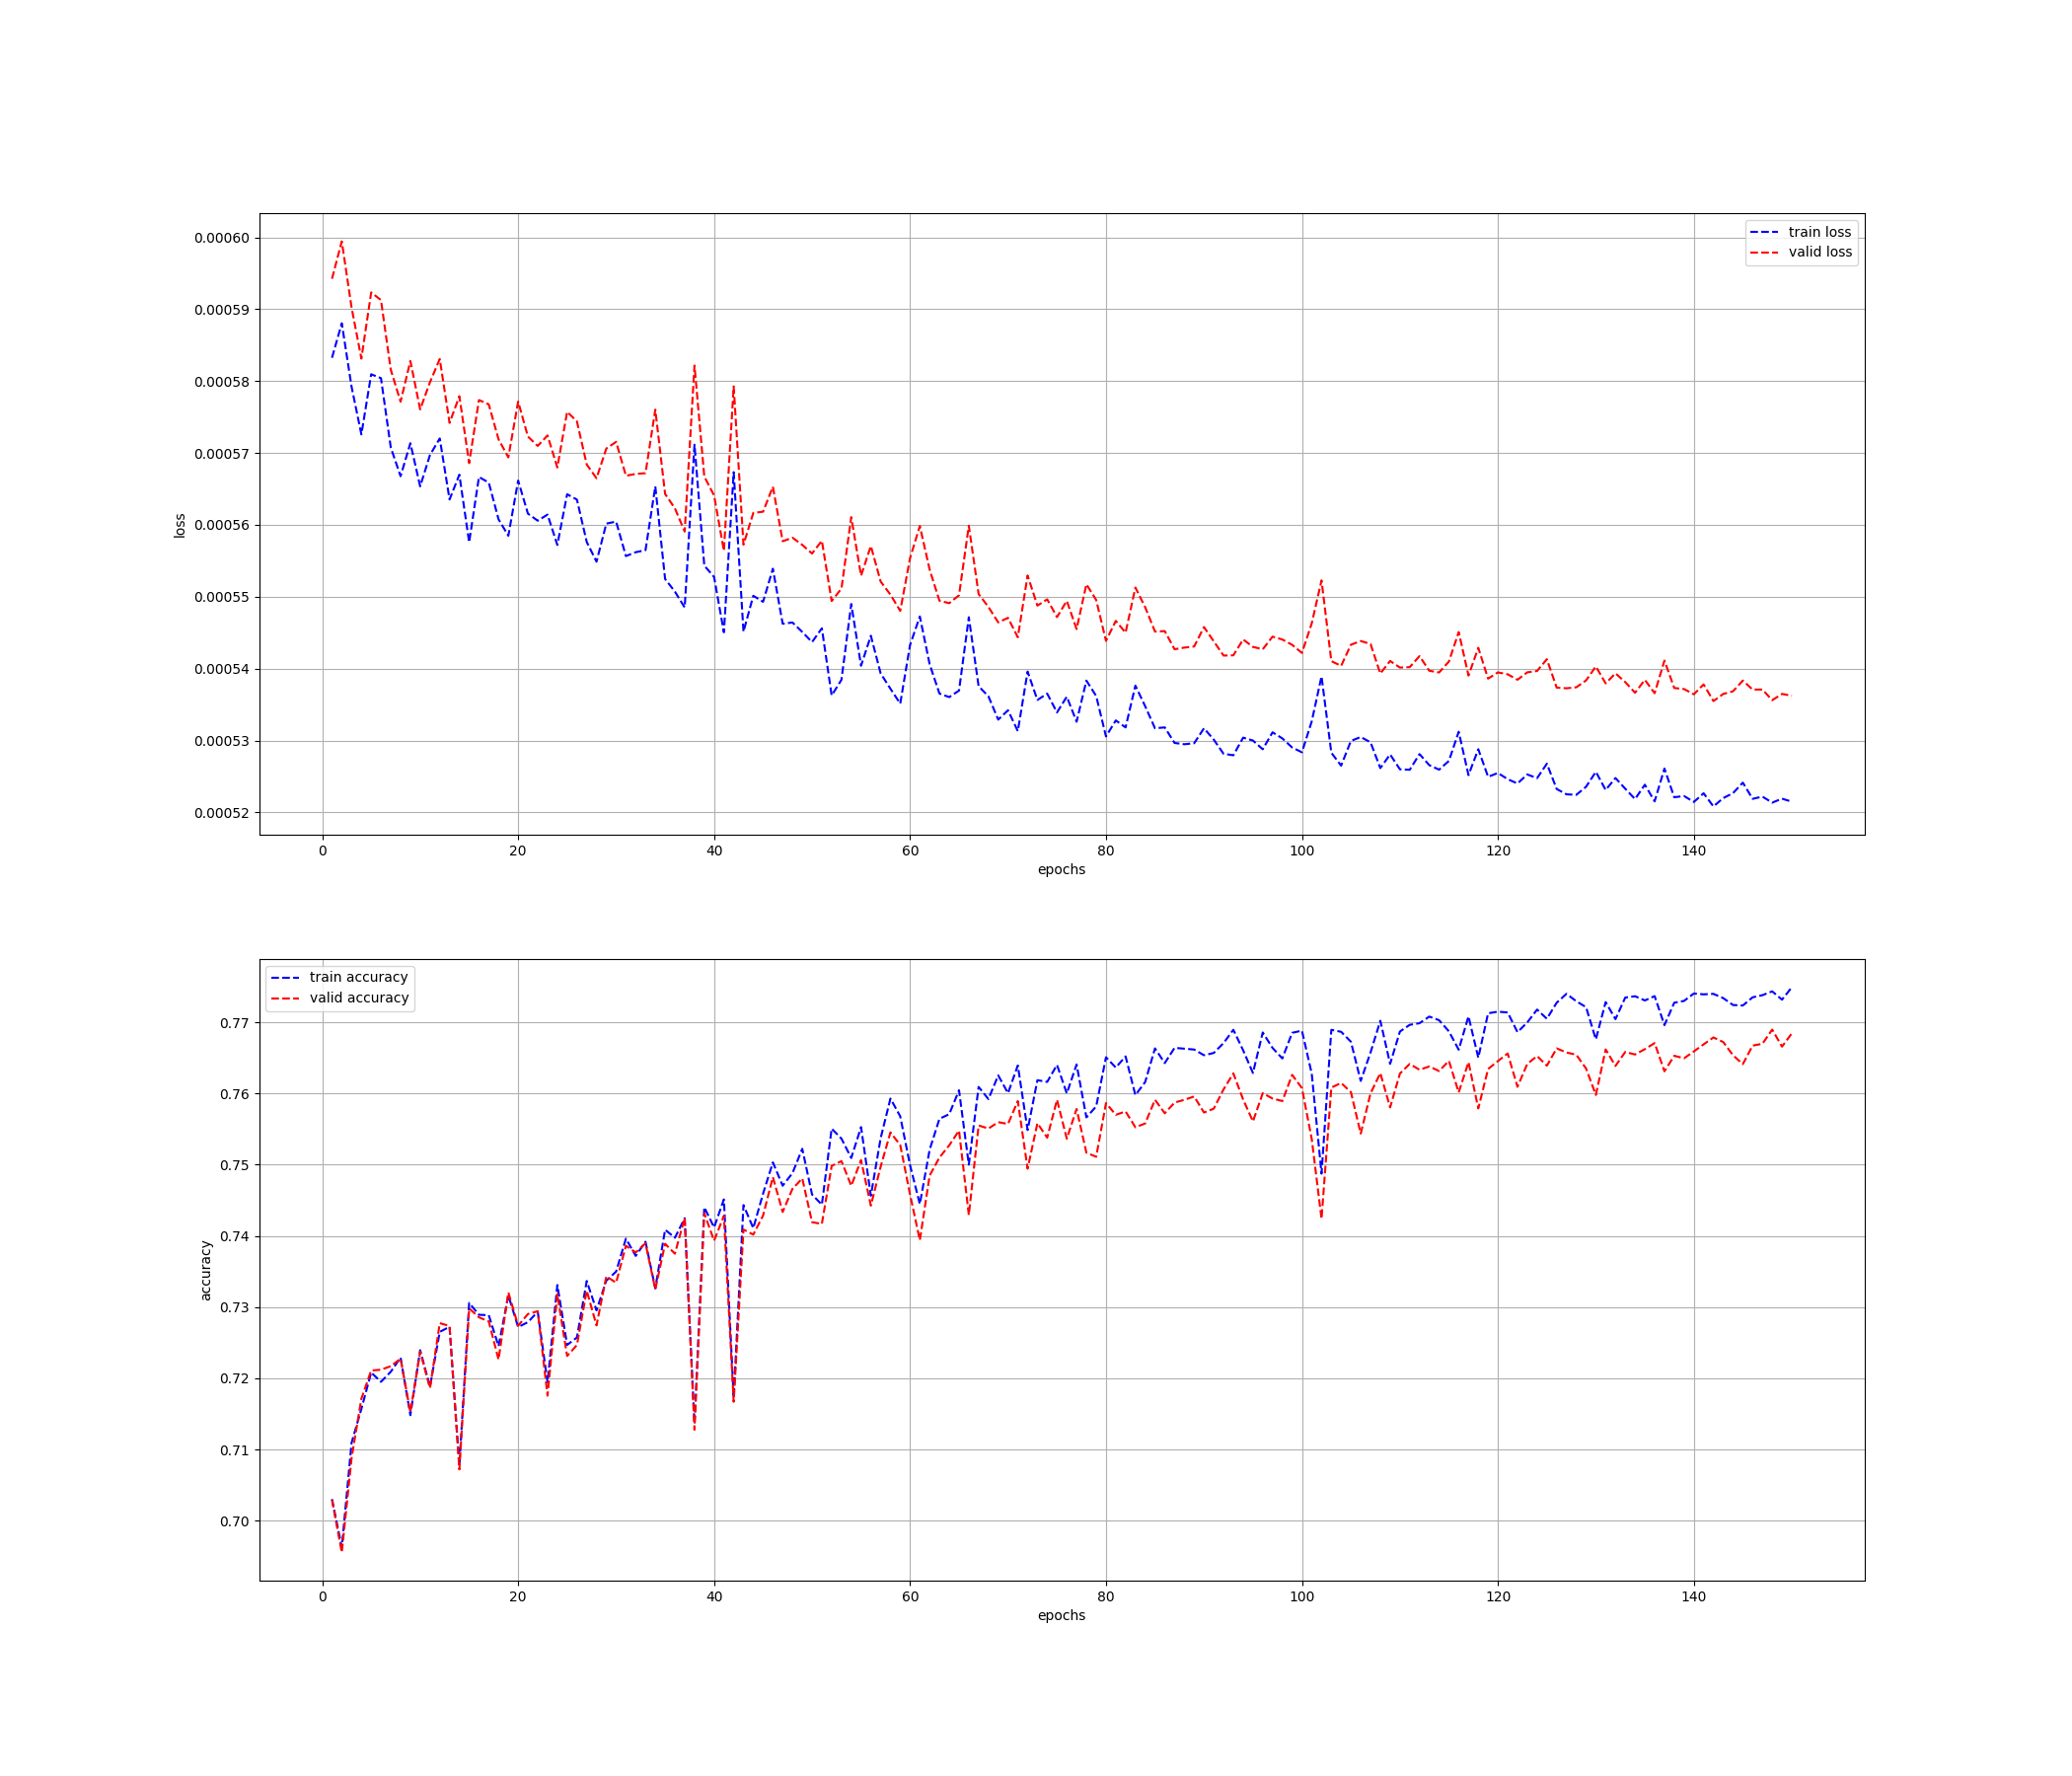 train loss
valid loss
0.00060
0.00059
0.00058
0.00057
0.00056
0.00055
0.00054
0.00053
0.00052
loss
0 20 40 60 80 100 120 140
epochs
train accuracy
valid accuracy
0.77
0.76
0.75
0.74
0.73
0.72
0.71
0.70
accuracy
0 20 40 60 80 100 120 140
epochs